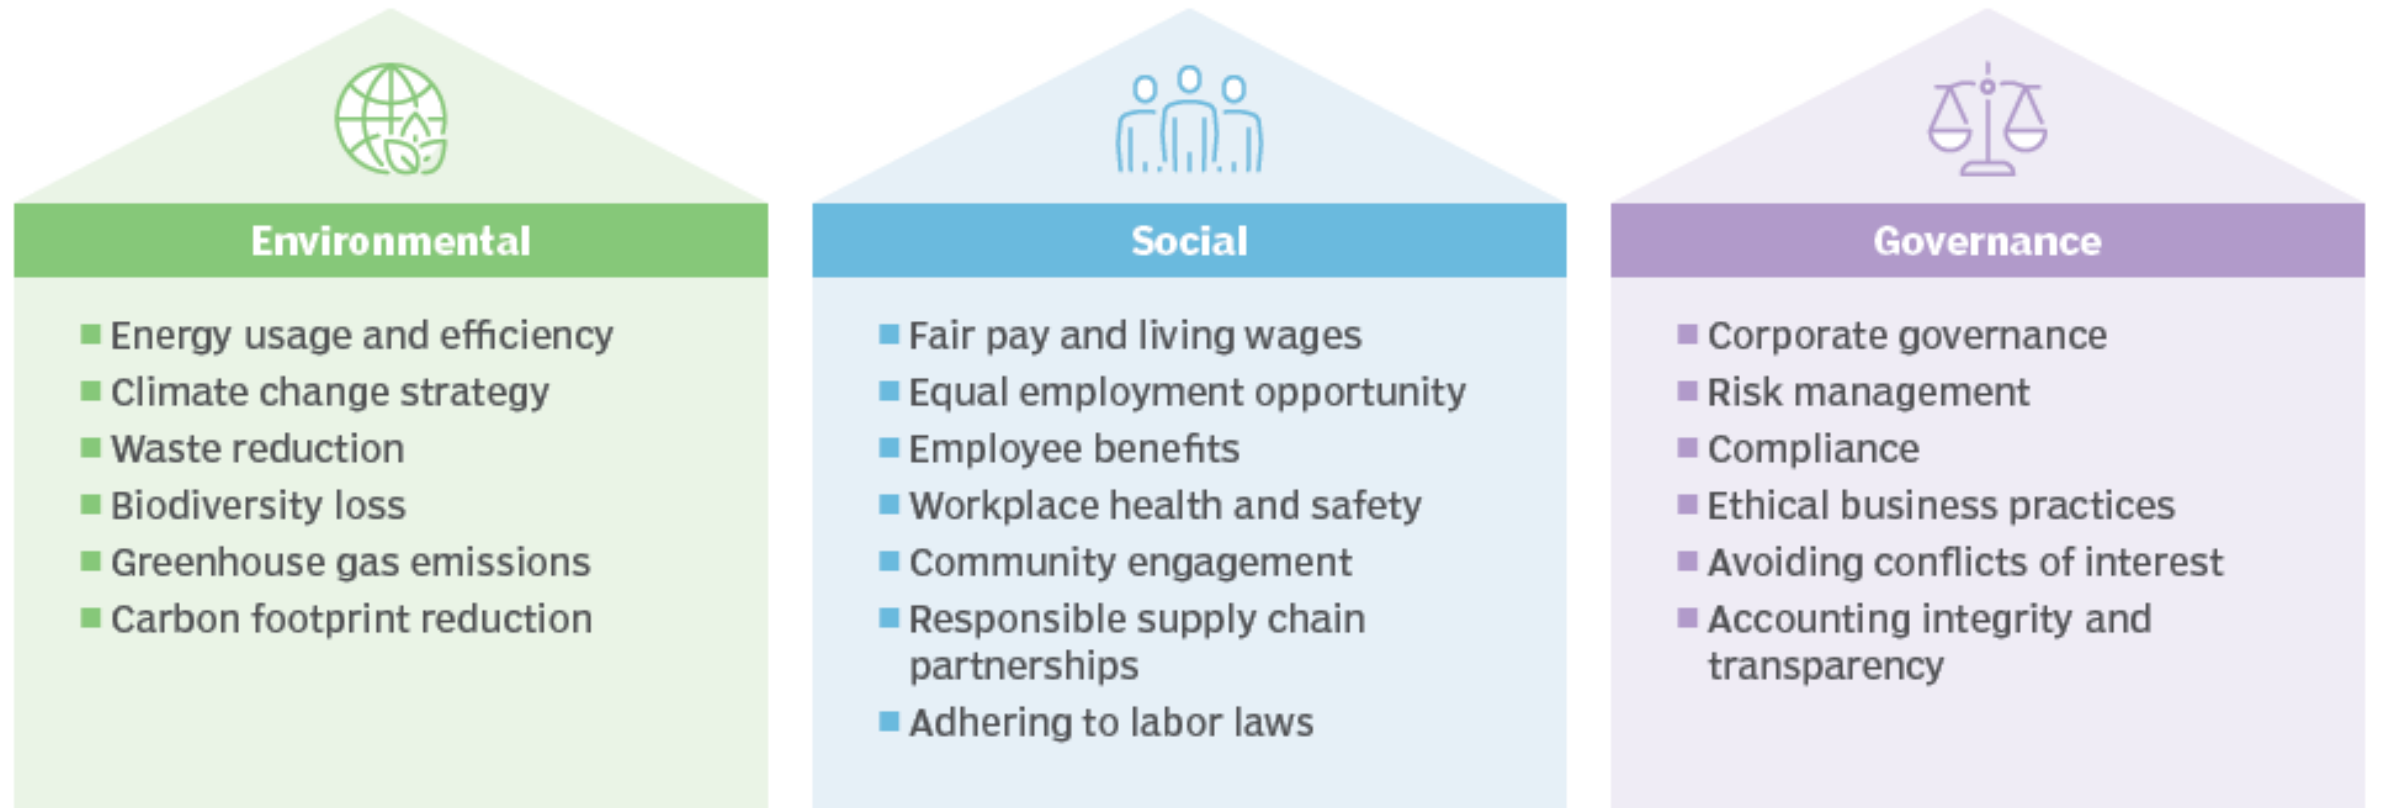 Environmental
Energy usage and efficiency
Climate change strategy
Waste reduction
Biodiversity loss
Greenhouse gas emissions
Carbon footprint reduction
Social
Fair pay and living wages
Equal employment opportunity
Employee benefits
Workplace health and safety
Community engagement
Responsible supply chain
partnerships
Adhering to labor laws
Governance
Corporate governance
Risk management
Compliance
Ethical business practices
Avoiding conflicts of interest
Accounting integrity and
transparency